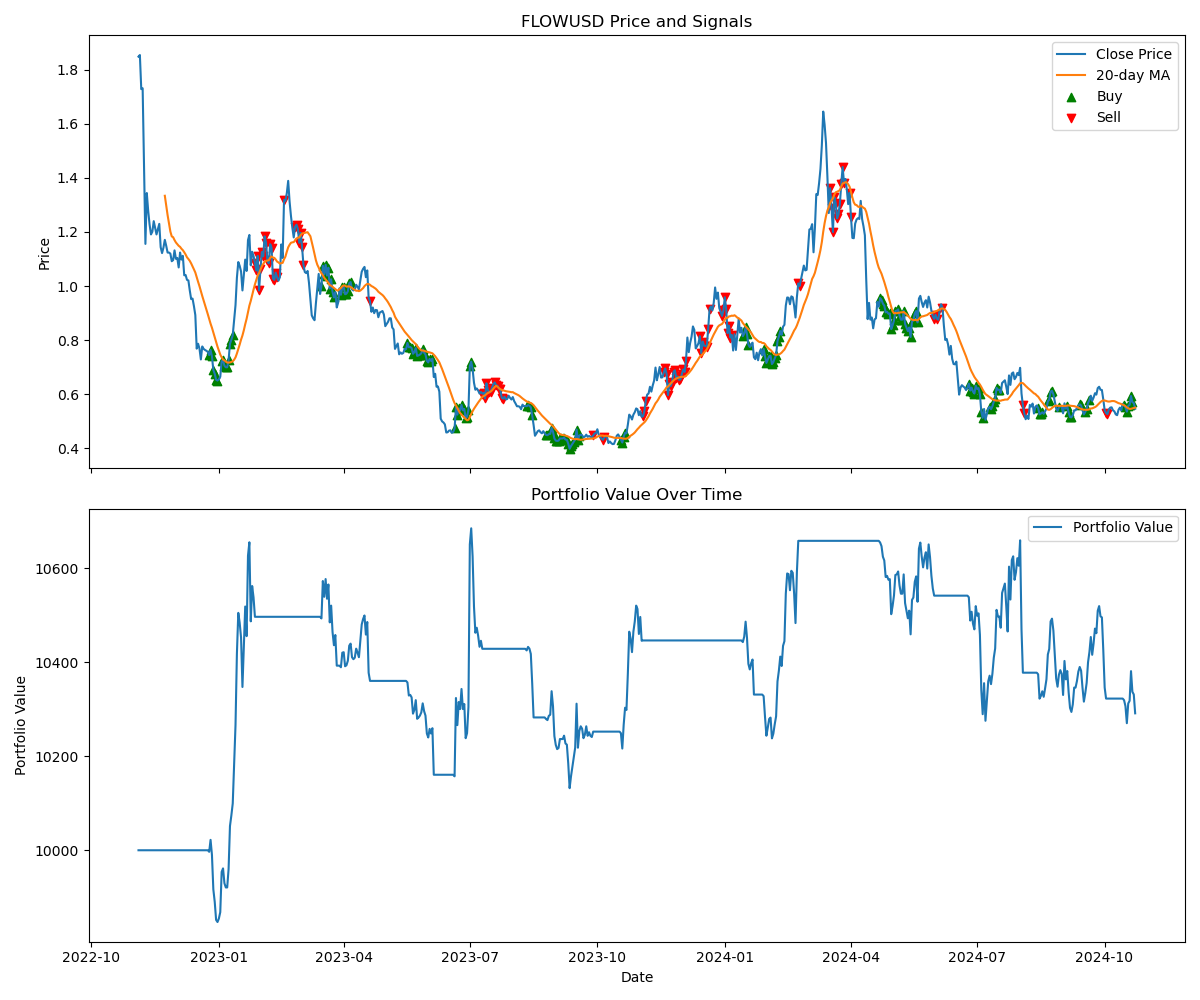 FLOWUSD Price and Signals
Price
1.8
1.6
1.4
1.2
1.0
0.8
0.6
0.4
Close Price
20-day MA
Buy
Sell
Portfolio Value Over Time
Portfolio Value
10600
10400
10200
10000
Portfolio Value
2022-10
2023-01
2023-04
2023-07
2023-10
2024-01
2024-04
2024-07
2024-10
Date